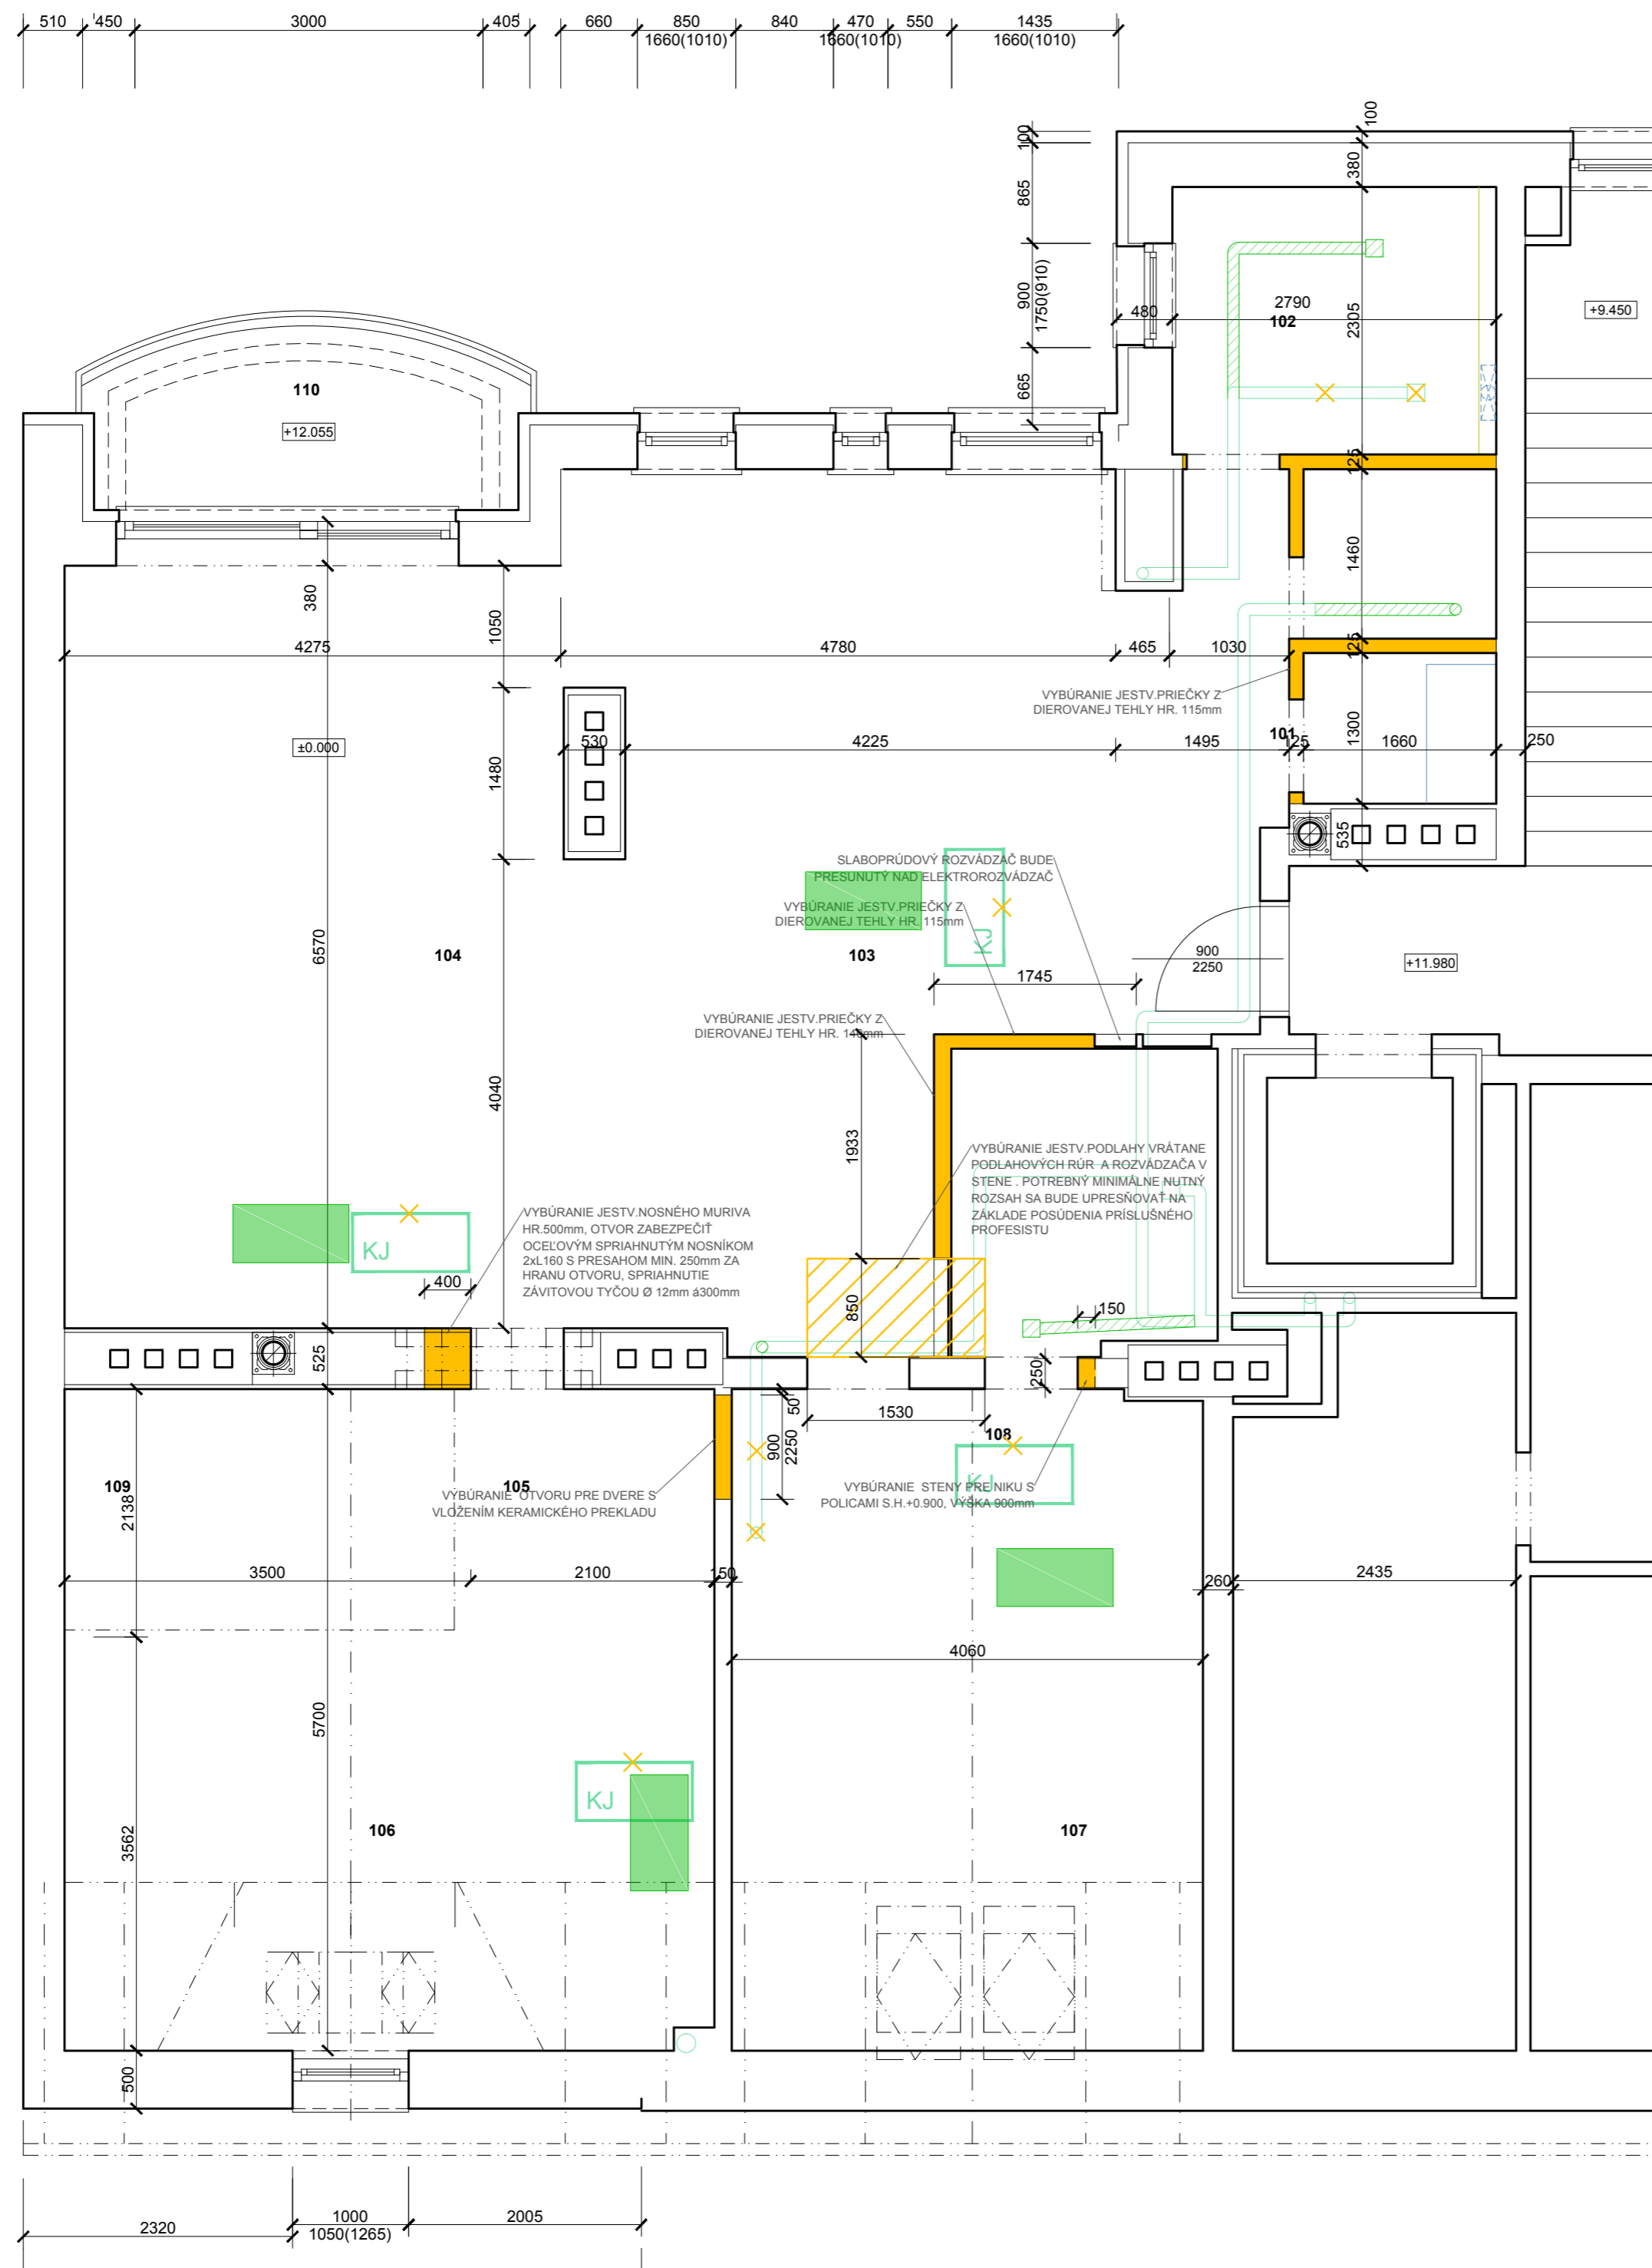 510 450 3000 405 660 850 840 470 550 1435
1660(1010) 1660(1010) 1660(1010)
100
100
380
865
900
1750(910)
665
480
2790
102
2305
+9.450
110
+12.055
125
1460
125
380
1050
4275 4780 465 1030
VYBÚRANIE JESTV.PRIEČKY Z
DIEROVANEJ TEHLY HR. 115mm
±0.000
530 4225 1495 101 125 1660 250
1300
1480
535
SLABOPRÚDOVÝ ROZVÁDZAČ BUDE
PRESUNUTÝ NAD ELEKTROROZVÁDZAČ
VYBÚRANIE JESTV.PRIEČKY Z
DIEROVANEJ TEHLY HR. 115mm
KJ
6570
104
103
900
2250
+11.980
1745
VYBÚRANIE JESTV.PRIEČKY Z
DIEROVANEJ TEHLY HR. 140mm
4040
1933
VYBÚRANIE JESTV.PODLAHY VRÁTANE
PODLAHOVÝCH RÚR A ROZVÁDZAČA V
STENE . POTREBNÝ MINIMÁLNE NUTNÝ
ROZSAH SA BUDE UPRESŇOVAŤ NA
ZÁKLADE POSÚDENIA PRÍSLUŠNÉHO
PROFESISTU
VYBÚRANIE JESTV.NOSNÉHO MURIVA
HR.500mm, OTVOR ZABEZPEČIŤ
OCEĽOVÝM SPRIAHNUTÝM NOSNÍKOM
2xL160 S PRESAHOM MIN. 250mm ZA
HRANU OTVORU, SPRIAHNUTIE
ZÁVITOVOU TYČOU Ø 12mm á300mm
KJ
400
850
150
525
250
50
1530
900
2250
108
KJ
109
105
2138
VYBÚRANIE OTVORU PRE DVERE S
VLOŽENÍM KERAMICKÉHO PREKLADU
VYBÚRANIE STENY PRE NIKU S
POLICAMI S.H.+0.900, VÝŠKA 900mm
3500 2100 150 260 2435
4060
5700
KJ
3562
106
107
500
2320 1000 2005
1050(1265)